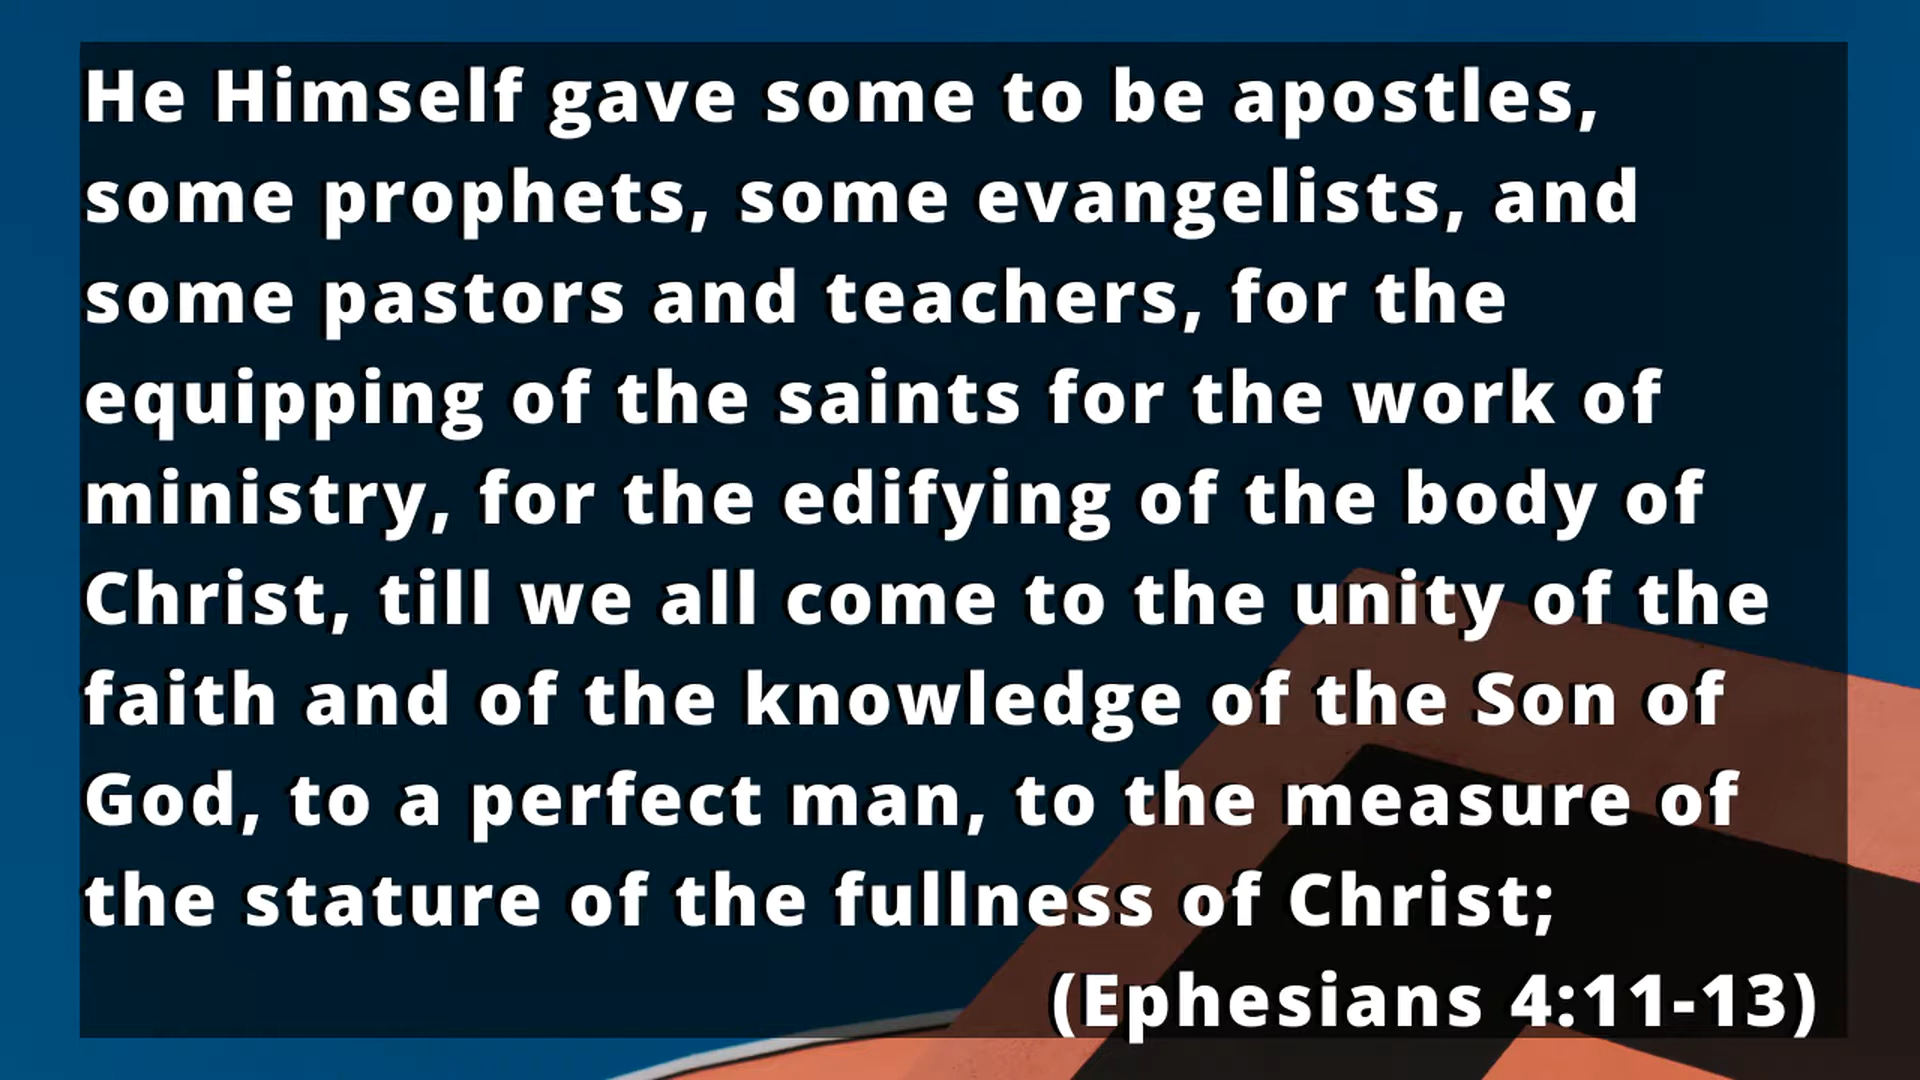 He Himself gave some to be apostles,
some prophets, some evangelists, and
some pastors and teachers, for the
equipping of the saints for the work of
ministry, for the edifying of the body of
Christ, till we all come to the unity of the
faith and of the knowledge of the Son of
God, to a perfect man, to the measure of
the stature of the fullness of Christ;
(Ephesians 4:11-13)